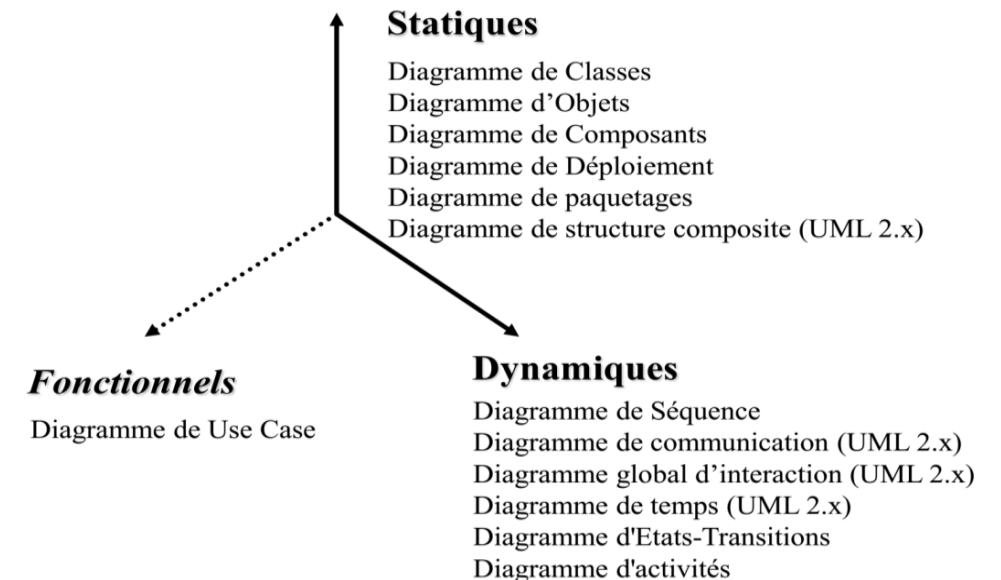 Statiques
Diagramme de Classes
Diagramme d’Objets
Diagramme de Composants
Diagramme de Déploiement
Diagramme de paquetages
Diagramme de structure composite (UML 2.x)
Fonctionnels
Diagramme de Use Case
Dynamiques
Diagramme de Séquence
Diagramme de communication (UML 2.x)
Diagramme global d’interaction (UML 2.x)
Diagramme de temps (UML 2.x)
Diagramme d'Etats-Transitions
Diagramme d'activités